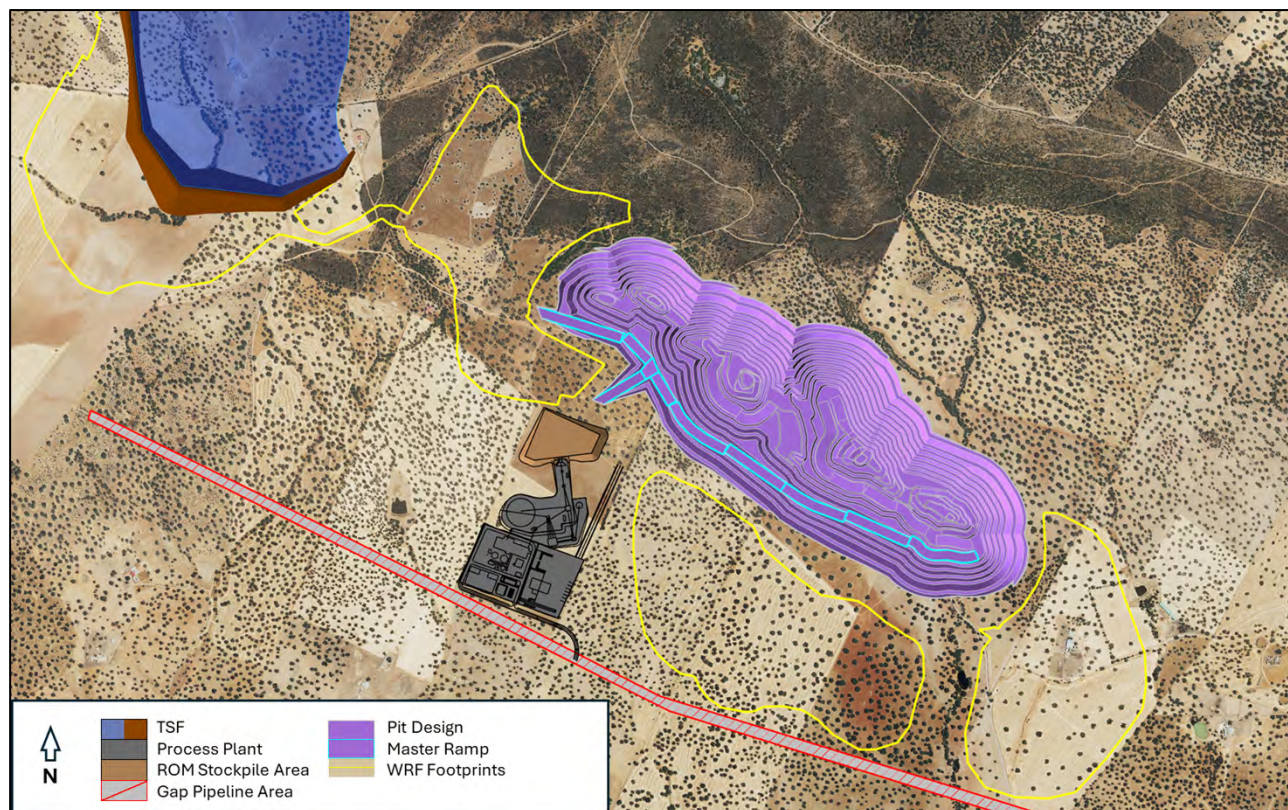 N
TSF
Process Plant
ROM Stockpile Area
Gap Pipeline Area
Pit Design
Master Ramp
WRF Footprints